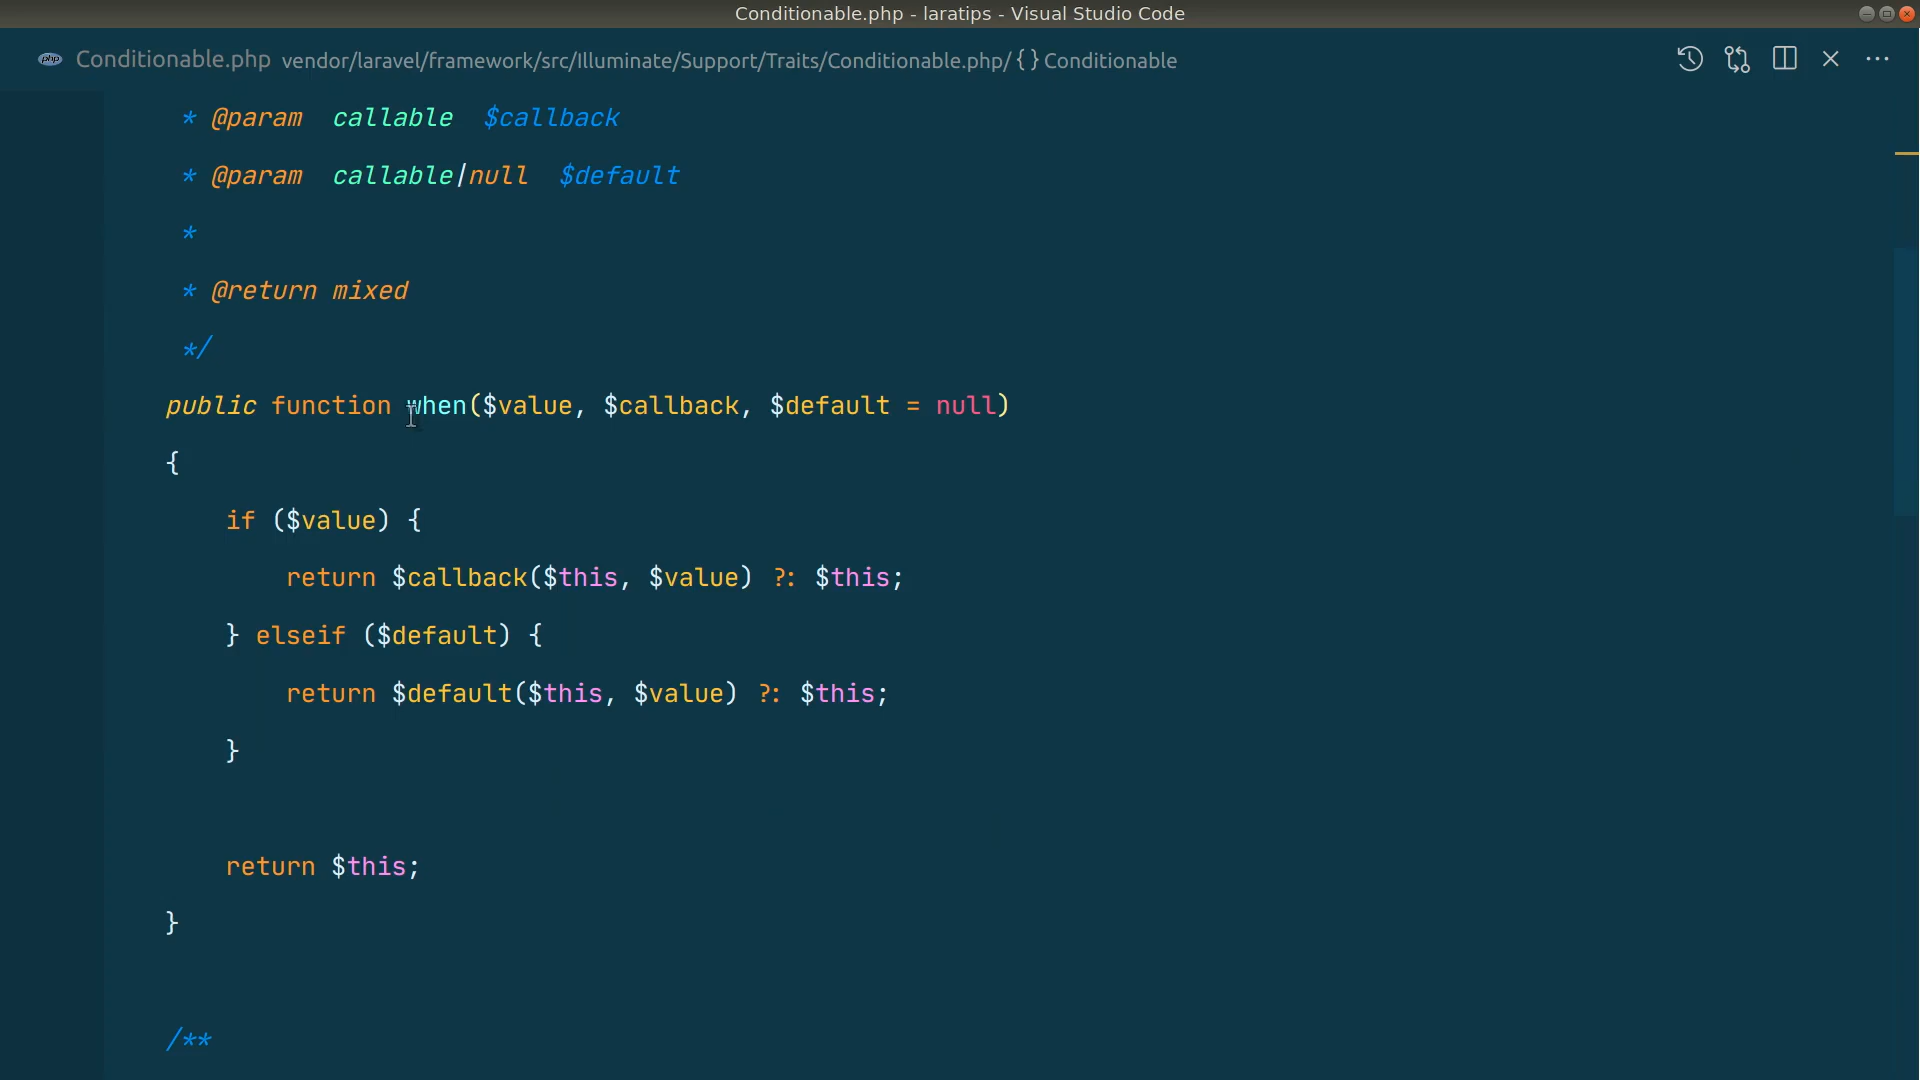 Conditionable.php - laratips - Visual Studio Code
php Conditionable.php vendor/laravel/framework/src/Illuminate/Support/Traits/Conditionable.php/{ } Conditionable
* @param  callable  $callback
* @param  callable|null  $default
*
* @return mixed
*/
public function when($value, $callback, $default = null)
{
if ($value) {
return $callback($this, $value) ?: $this;
} elseif ($default) {
return $default($this, $value) ?: $this;
}
return $this;
}
/**